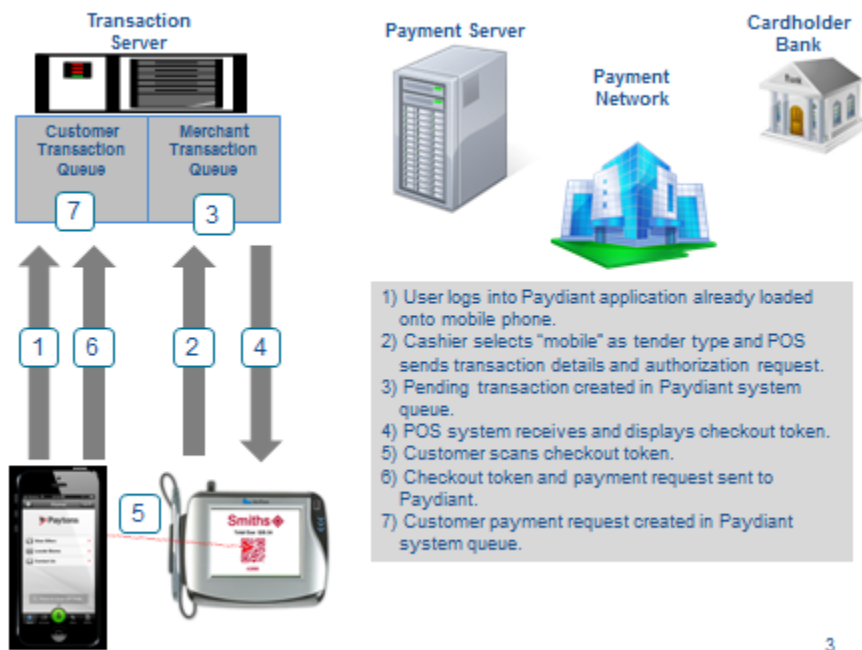 Transaction
Server
Payment Server
Cardholder
Bank
Payment
Network
Bank
Customer
Transaction
Queue
Merchant
Transaction
Queue
7
3
1
6
2
4
1) User logs into Paydiant application already loaded
onto mobile phone.
2) Cashier selects "mobile" as tender type and POS
sends transaction details and authorization request.
3) Pending transaction created in Paydiant system
queue.
4) POS system receives and displays checkout token.
5) Customer scans checkout token.
6) Checkout token and payment request sent to
Paydiant.
7) Customer payment request created in Paydiant
system queue.
5
Paytons
Smiths
3